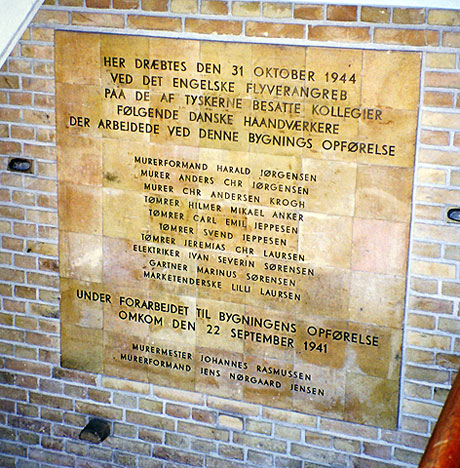 HER DRÆBTES DEN 31 OKTOBER 1944
VED DET ENGELSKE FLYVERANGREB
PAA DE AF TYSKERNE BESATTE KOLLEGIER
FØLGENDE DANSKE HAANDVÆRKERE
DER ARBEJDEDE VED DENNE BYGNINGS OPFØRELSE
MURERFORMAND HARALD JØRGENSEN
MURER ANDERS CHR JØRGENSEN
MURER CHR ANDERSEN KROGH
TØMRER HILMER MIKAEL ANKER
TØMRER CARL EMIL JEPPESEN
TØMRER SVEND JEPPESEN
TØMRER JEREMIAS CHR LAURSEN
ELEKTRIKER IVAN SEVERIN SØRENSEN
GARTNER MARINUS SØRENSEN
MARKETENDERSKE LILLI LAURSEN
UNDER FORARBEJDET TIL BYGNINGENS OPFØRELSE
OMKOM DEN 22 SEPTEMBER 1941
MURERMESTER JOHANNES RASMUSSEN
MURERFORMAND JENS NØRGAARD JENSEN